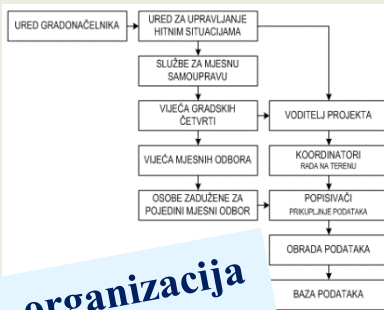 URED GRADONAČELNIKA
URED ZA UPRAVLJANJE
HITNIM SITUACIJAMA
SLUŽBE ZA MJESNU
SAMOUPRAVU
VIJEĆA GRADSKIH
ČETVRTI
VODITELJ PROJEKTA
VIJEĆA MJESNIH ODBORA
KOORDINATORI
RADA NA TERENU
OSOBE ZADUŽENE ZA
POJEDINI MJESNI ODBOR
POPISIVAČI
PRIKUPLJNJE PODATAKA
OBRADA PODATAKA
BAZA PODATAKA
organizacija